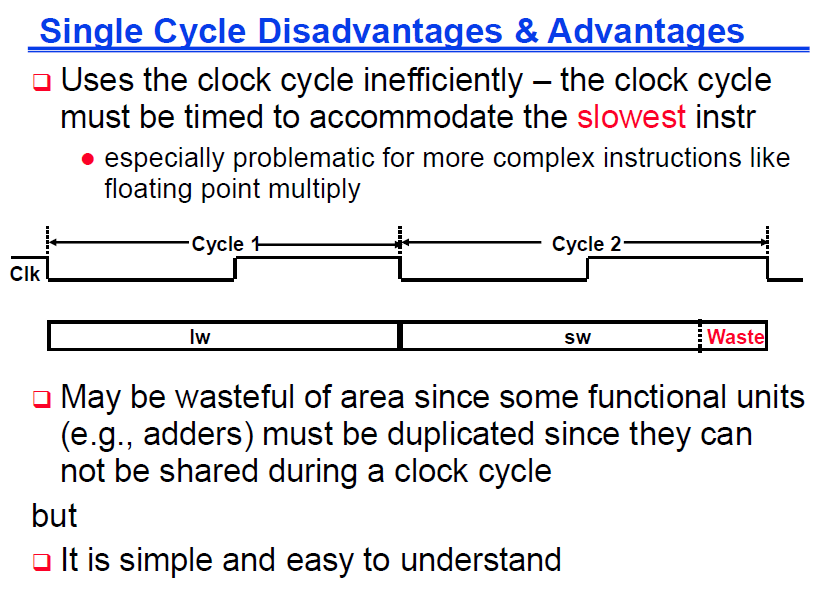 Single Cycle Disadvantages & Advantages
Uses the clock cycle inefficiently – the clock cycle
must be timed to accommodate the slowest instr
especially problematic for more complex instructions like
floating point multiply
Cycle 1 Cycle 2
Clk
lw sw Waste
May be wasteful of area since some functional units
(e.g., adders) must be duplicated since they can
not be shared during a clock cycle
but
It is simple and easy to understand